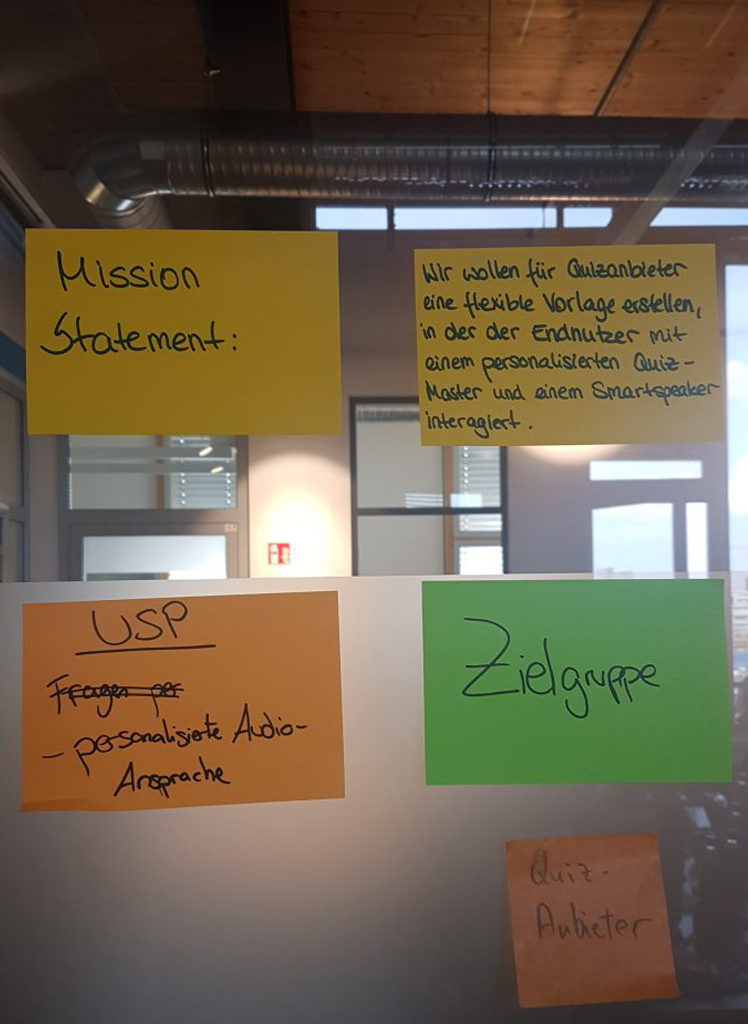 Mission
Statement:
Wir wollen für Quizanbieter
eine flexible Vorlage erstellen,
in der der Endnutzer mit
einem personalisierten Quiz-
Master und einem Smartspeaker
interagiert.
USP
Fragen per
- personalisierte Audio-
Ansprache
Zielgruppe
Quiz-
Anbieter